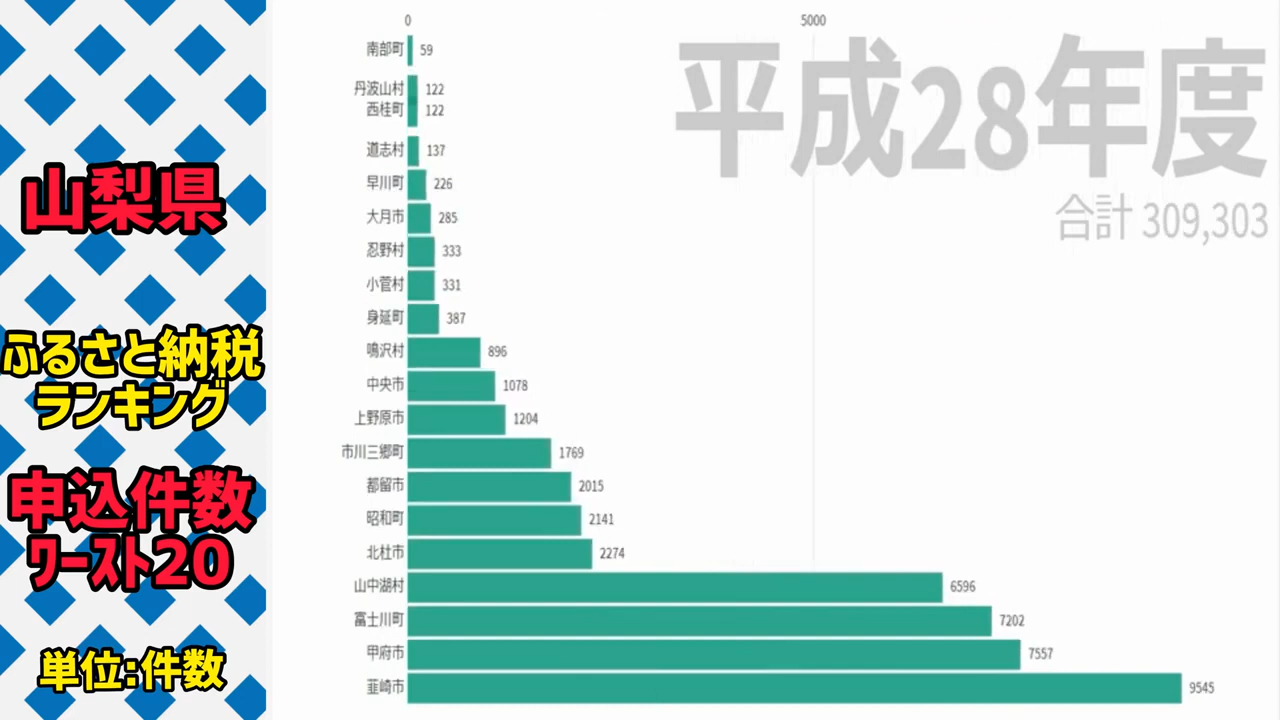 山梨県
ふるさと納税
ランキング
申込件数
ﾜｰｽﾄ20
単位:件数
0 5000
平成28年度
合計 309,303
南部町 59
丹波山村 122
西桂町 122
道志村 137
早川町 226
大月市 285
忍野村 333
小菅村 331
身延町 387
鳴沢村 896
中央市 1078
上野原市 1204
市川三郷町 1769
都留市 2015
昭和町 2141
北杜市 2274
山中湖村 6596
富士川町 7202
甲府市 7557
韮崎市 9545